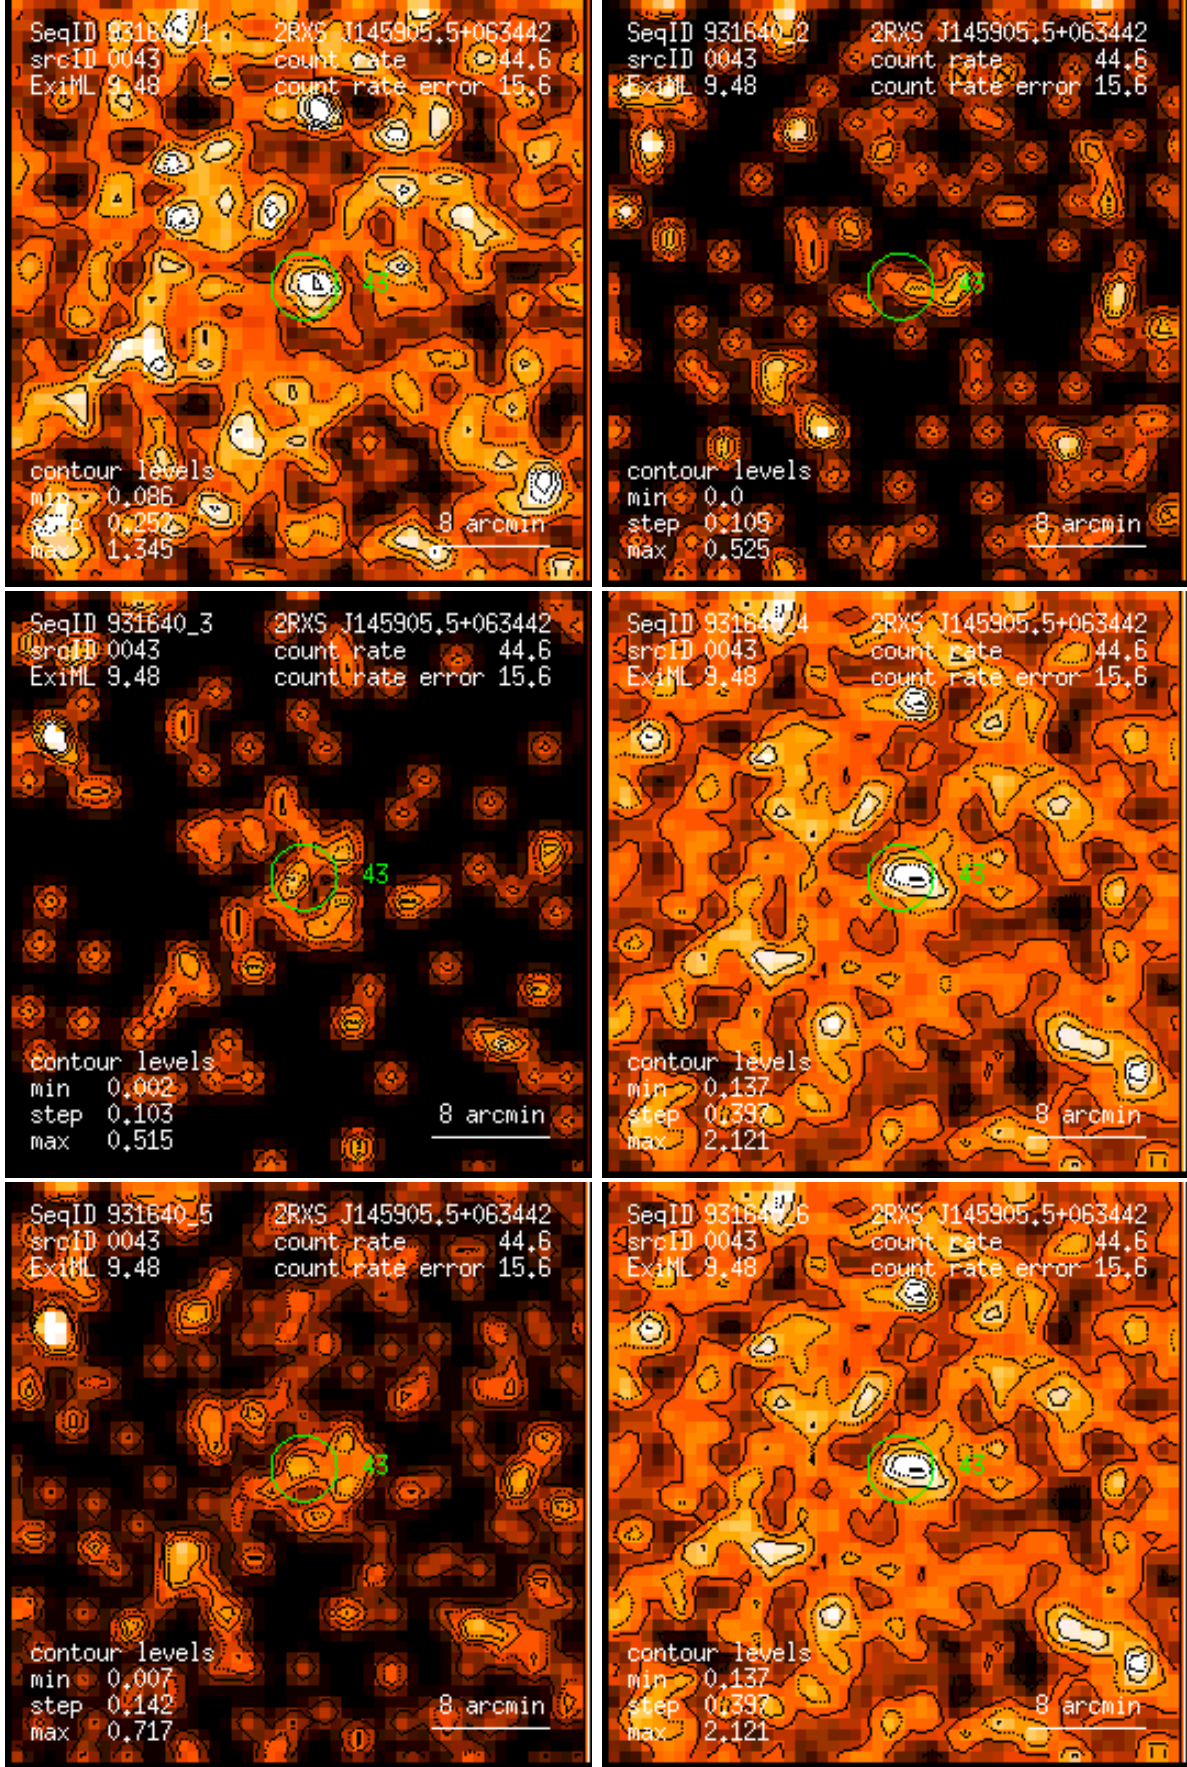 SeqID 931640_1 2RXS J145905.5+063442
srcID 0043 count rate 44.6
ExiML 9.48 count rate error 15.6
43
contour levels
min 0.086
step 0.252
max 1.345
8 arcmin
SeqID 931640_2 2RXS J145905.5+063442
srcID 0043 count rate 44.6
ExiML 9.48 count rate error 15.6
43
contour levels
min 0.0
step 0.105
max 0.525
8 arcmin
SeqID 931640_3 2RXS J145905.5+063442
srcID 0043 count rate 44.6
ExiML 9.48 count rate error 15.6
43
contour levels
min 0.002
step 0.103
max 0.515
8 arcmin
SeqID 931640_4 2RXS J145905.5+063442
srcID 0043 count rate 44.6
ExiML 9.48 count rate error 15.6
43
contour levels
min 0.137
step 0.397
max 2.121
8 arcmin
SeqID 931640_5 2RXS J145905.5+063442
srcID 0043 count rate 44.6
ExiML 9.48 count rate error 15.6
43
contour levels
min 0.007
step 0.142
max 0.717
8 arcmin
SeqID 931640_6 2RXS J145905.5+063442
srcID 0043 count rate 44.6
ExiML 9.48 count rate error 15.6
43
contour levels
min 0.137
step 0.397
max 2.121
8 arcmin